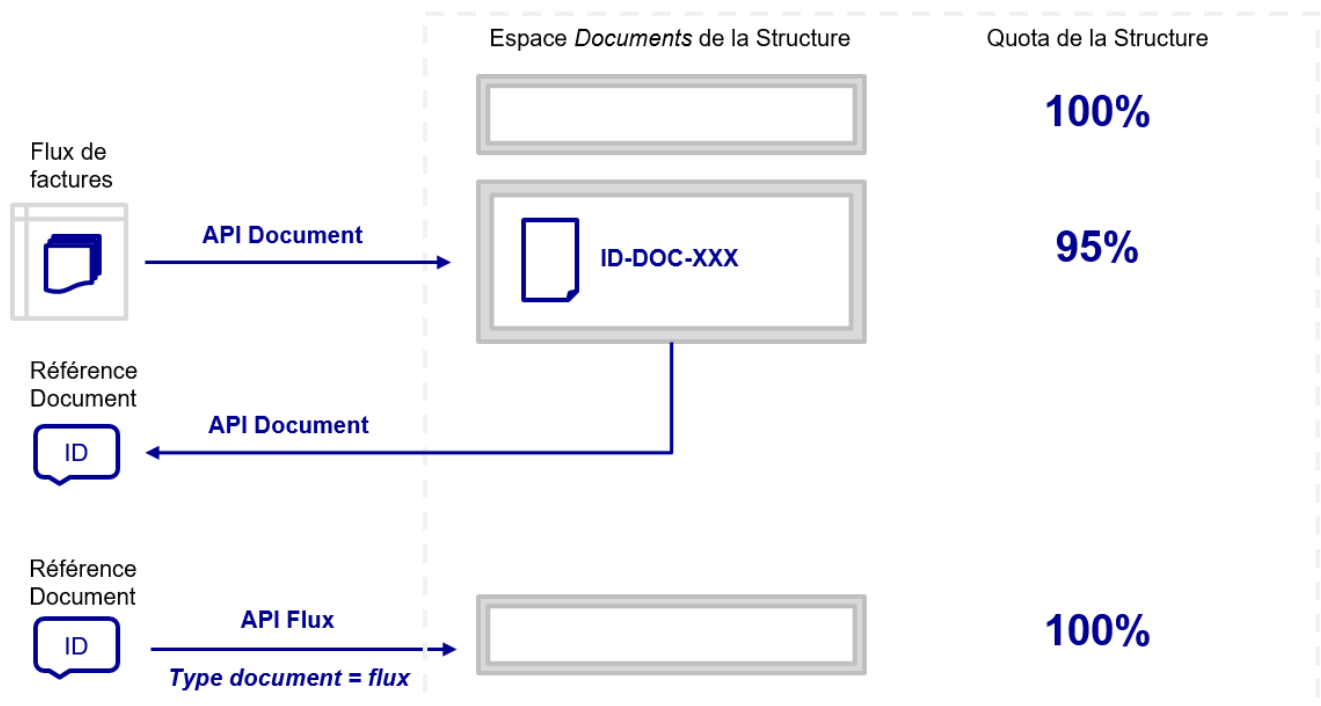 Espace Documents de la Structure
Quota de la Structure
100%
Flux de
factures
API Document
ID-DOC-XXX
95%
Référence
Document
API Document
ID
Référence
Document
API Flux
ID
Type document = flux
100%